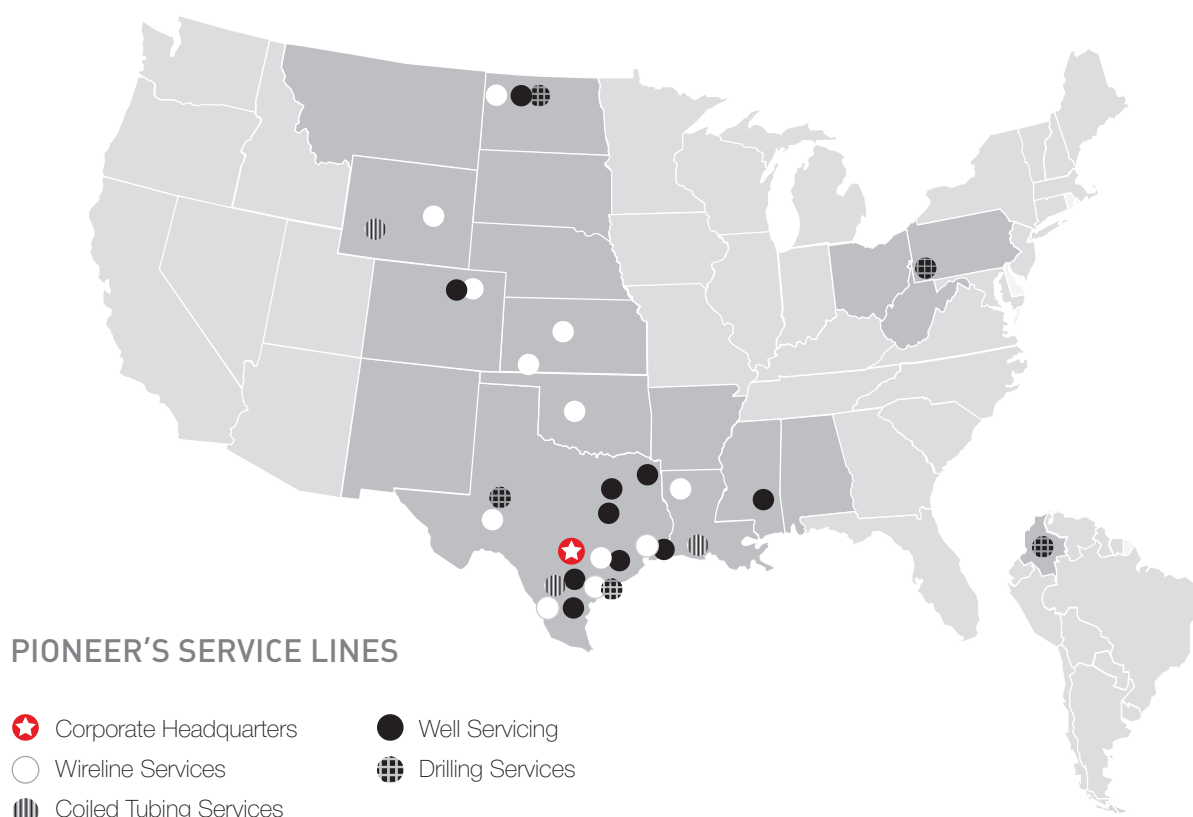 PIONEER'S SERVICE LINES
Corporate Headquarters
Wireline Services
Coiled Tubing Services
Well Servicing
Drilling Services